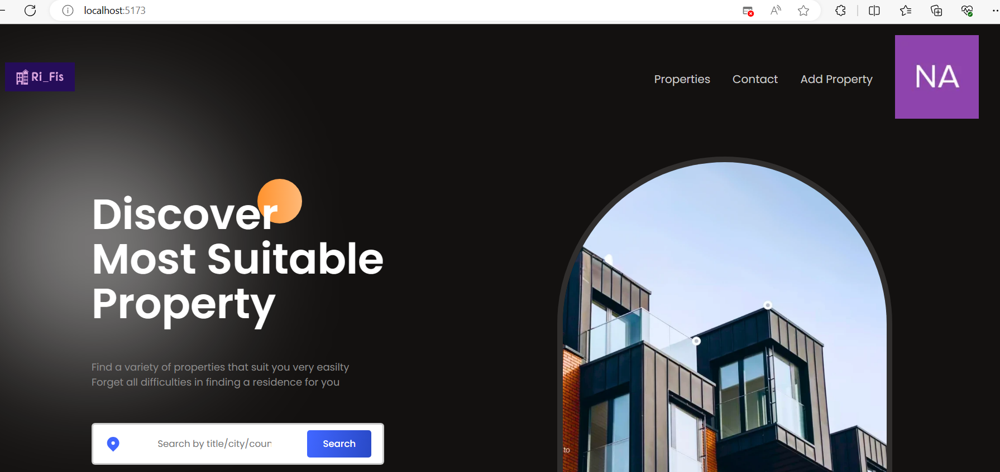 localhost:5173
Ri_Fis
Properties Contact Add Property
NA
Discover
Most Suitable
Property
Find a variety of properties that suit you very easilty
Forget all difficulties in finding a residence for you
Search by title/city/coun
Search
to